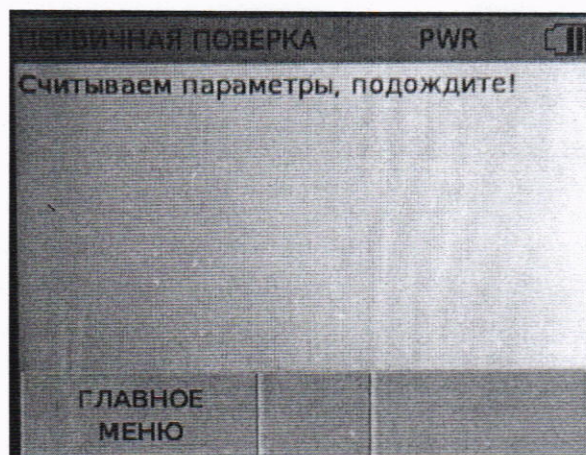 ПЕРВИЧНАЯ ПОВЕРКА PWR
Считываем параметры, подождите!
ГЛАВНОЕ
МЕНЮ